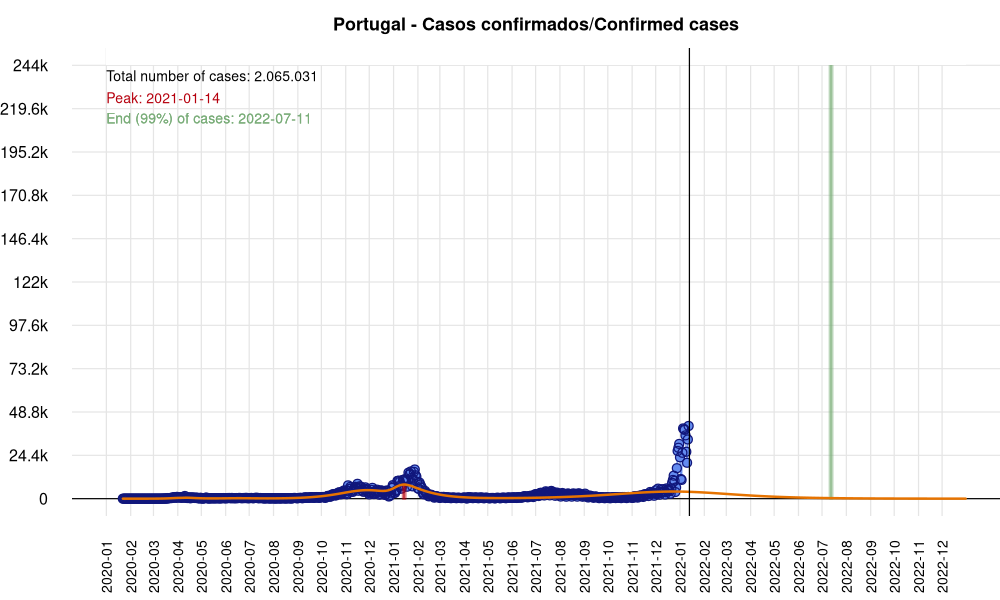 Portugal - Casos confirmados/Confirmed cases
Total number of cases: 2.065.031
Peak: 2021-01-14
End (99%) of cases: 2022-07-11
244k
219.6k
195.2k
170.8k
146.4k
122k
97.6k
73.2k
48.8k
24.4k
0
2020-01
2020-02
2020-03
2020-04
2020-05
2020-06
2020-07
2020-08
2020-09
2020-10
2020-11
2020-12
2021-01
2021-02
2021-03
2021-04
2021-05
2021-06
2021-07
2021-08
2021-09
2021-10
2021-11
2021-12
2022-01
2022-02
2022-03
2022-04
2022-05
2022-06
2022-07
2022-08
2022-09
2022-10
2022-11
2022-12